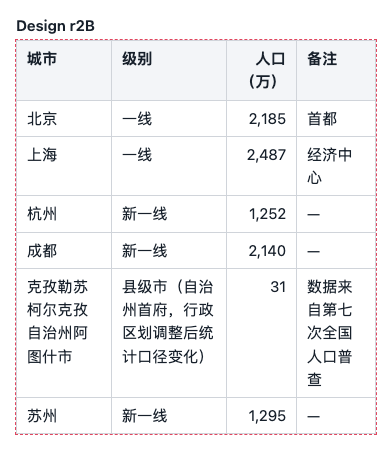 Design r2B
城市 级别 人口 备注
（万）
北京 一线 2,185 首都
上海 一线 2,487 经济中
心
杭州 新一线 1,252 —
成都 新一线 2,140 —
克孜勒苏 县级市（自治 31 数据来
柯尔克孜 州首府，行政 自第七
自治州阿 区划调整后统 次全国
图什市 计口径变化） 人口普
查
苏州 新一线 1,295 —